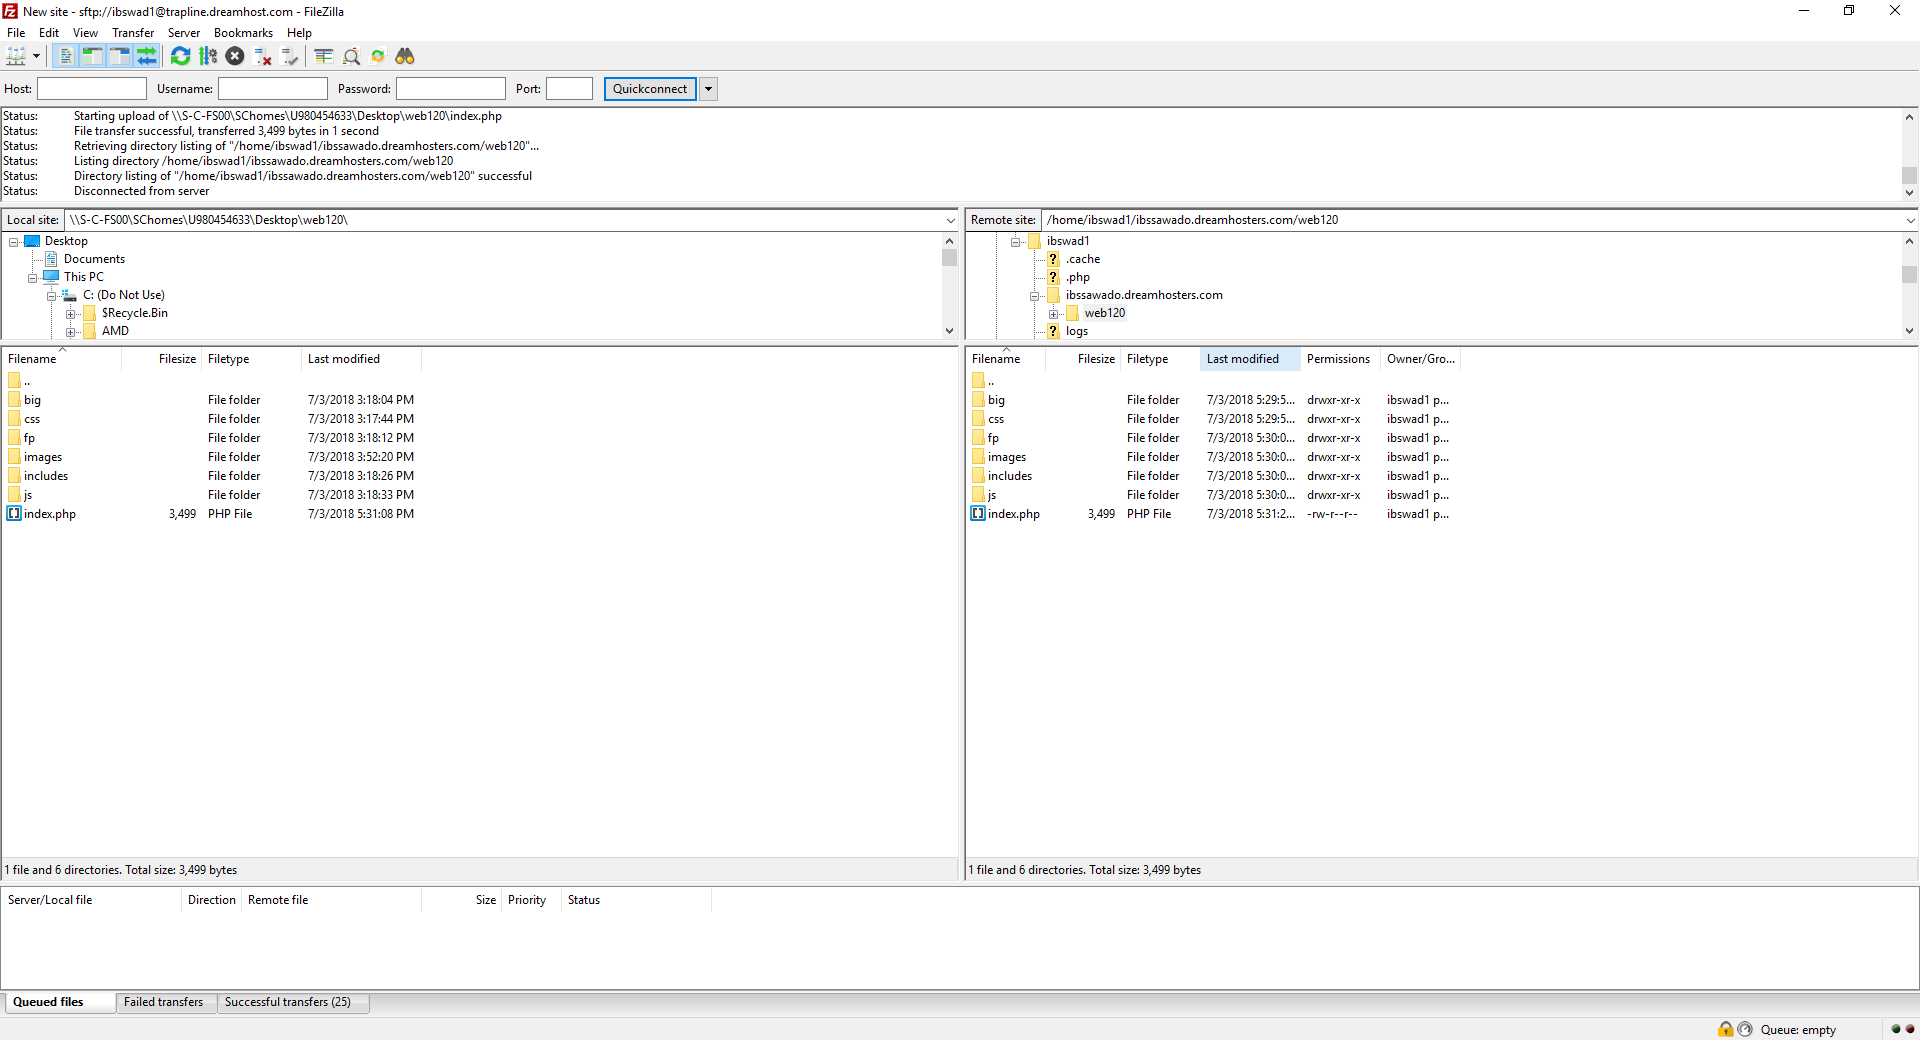 New site - sftp://ibswad1@trapline.dreamhost.com - FileZilla
File Edit View Transfer Server Bookmarks Help
Host: Username: Password: Port: Quickconnect
Status: Starting upload of \\S-C-FS00\SChomes\U980454633\Desktop\web120\index.php
Status: File transfer successful, transferred 3,499 bytes in 1 second
Status: Retrieving directory listing of "/home/ibswad1/ibssawado.dreamhosters.com/web120"...
Status: Listing directory /home/ibswad1/ibssawado.dreamhosters.com/web120
Status: Directory listing of "/home/ibswad1/ibssawado.dreamhosters.com/web120" successful
Status: Disconnected from server
Local site: \\S-C-FS00\SChomes\U980454633\Desktop\web120\
Desktop
Documents
This PC
C: (Do Not Use)
$Recycle.Bin
AMD
Filename Filesize Filetype Last modified
..
big File folder 7/3/2018 3:18:04 PM
css File folder 7/3/2018 3:17:44 PM
fp File folder 7/3/2018 3:18:12 PM
images File folder 7/3/2018 3:52:20 PM
includes File folder 7/3/2018 3:18:26 PM
js File folder 7/3/2018 3:18:33 PM
index.php 3,499 PHP File 7/3/2018 5:31:08 PM
1 file and 6 directories. Total size: 3,499 bytes
Remote site: /home/ibswad1/ibssawado.dreamhosters.com/web120
ibswad1
.cache
.php
ibssawado.dreamhosters.com
web120
logs
Filename Filesize Filetype Last modified Permissions Owner/Gro...
..
big File folder 7/3/2018 5:29:5... drwxr-xr-x ibswad1 p...
css File folder 7/3/2018 5:29:5... drwxr-xr-x ibswad1 p...
fp File folder 7/3/2018 5:30:0... drwxr-xr-x ibswad1 p...
images File folder 7/3/2018 5:30:0... drwxr-xr-x ibswad1 p...
includes File folder 7/3/2018 5:30:0... drwxr-xr-x ibswad1 p...
js File folder 7/3/2018 5:30:0... drwxr-xr-x ibswad1 p...
index.php 3,499 PHP File 7/3/2018 5:31:2... -rw-r--r-- ibswad1 p...
1 file and 6 directories. Total size: 3,499 bytes
Server/Local file Direction Remote file Size Priority Status
Queued files Failed transfers Successful transfers (25)
Queue: empty